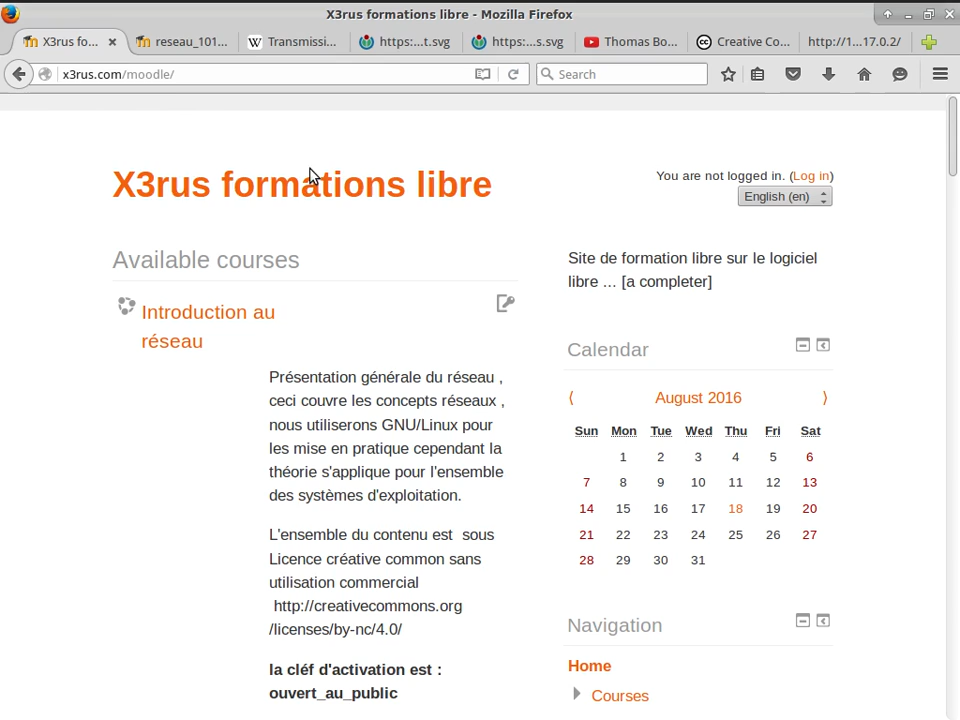 X3rus formations libre - Mozilla Firefox
X3rus fo...
reseau_101...
Transmissi...
https:...t.svg
https:...s.svg
Thomas Bo...
Creative Co...
http://1...17.0.2/
x3rus.com/moodle/
Search
X3rus formations libre
You are not logged in. (Log in)
English (en)
Available courses
Introduction au
réseau
Présentation générale du réseau ,
ceci couvre les concepts réseaux ,
nous utiliserons GNU/Linux pour
les mise en pratique cependant la
théorie s'applique pour l'ensemble
des systèmes d'exploitation.
L'ensemble du contenu est  sous
Licence créative common sans
utilisation commercial
http://creativecommons.org
/licenses/by-nc/4.0/
la cléf d'activation est :
ouvert_au_public
Site de formation libre sur le logiciel
libre ... [a completer]
Calendar
August 2016
Sun Mon Tue Wed Thu Fri Sat
1 2 3 4 5 6
7 8 9 10 11 12 13
14 15 16 17 18 19 20
21 22 23 24 25 26 27
28 29 30 31
Navigation
Home
Courses